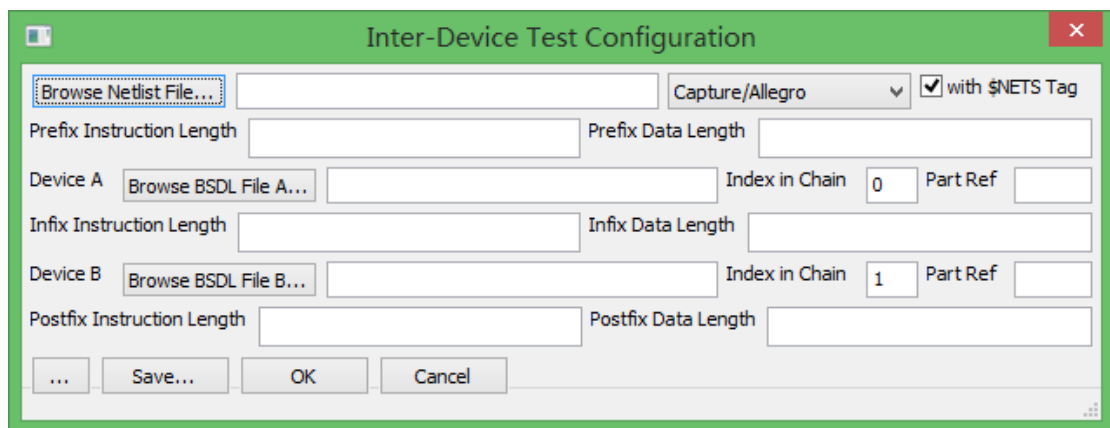 Inter-Device Test Configuration
Browse Netlist File... Capture/Allegro with $NETS Tag
Prefix Instruction Length Prefix Data Length
Device A Browse BSDL File A... Index in Chain 0 Part Ref
Infix Instruction Length Infix Data Length
Device B Browse BSDL File B... Index in Chain 1 Part Ref
Postfix Instruction Length Postfix Data Length
... Save... OK Cancel